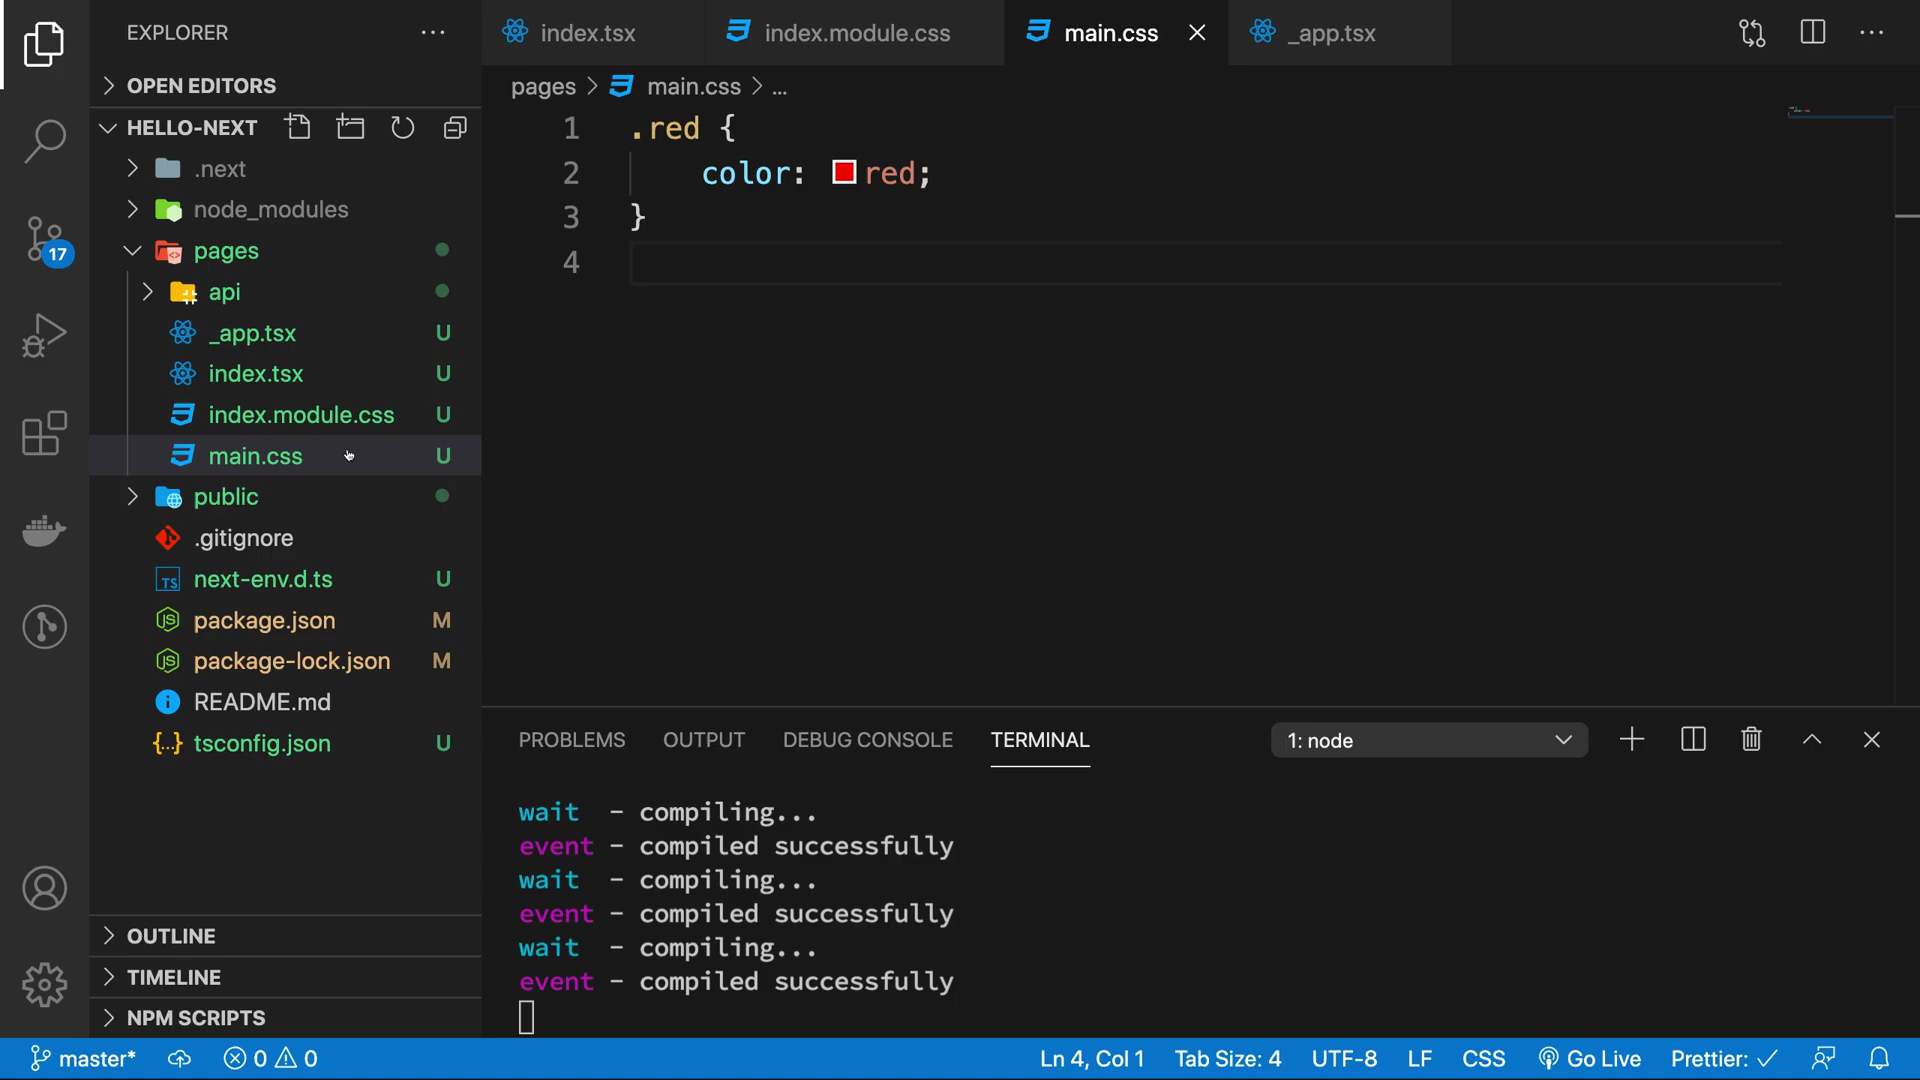 EXPLORER
OPEN EDITORS
HELLO-NEXT
.next
node_modules
pages
api
_app.tsx U
index.tsx U
index.module.css U
main.css U
public
.gitignore
TS next-env.d.ts U
JS package.json M
JS package-lock.json M
README.md
{..} tsconfig.json U
OUTLINE
TIMELINE
NPM SCRIPTS
17
index.tsx index.module.css main.css _app.tsx
pages > main.css > ...
1 .red {
2 color: red;
3 }
4
PROBLEMS OUTPUT DEBUG CONSOLE TERMINAL 1: node
wait - compiling...
event - compiled successfully
wait - compiling...
event - compiled successfully
wait - compiling...
event - compiled successfully
master* 0 0 Ln 4, Col 1 Tab Size: 4 UTF-8 LF CSS Go Live Prettier: ✓